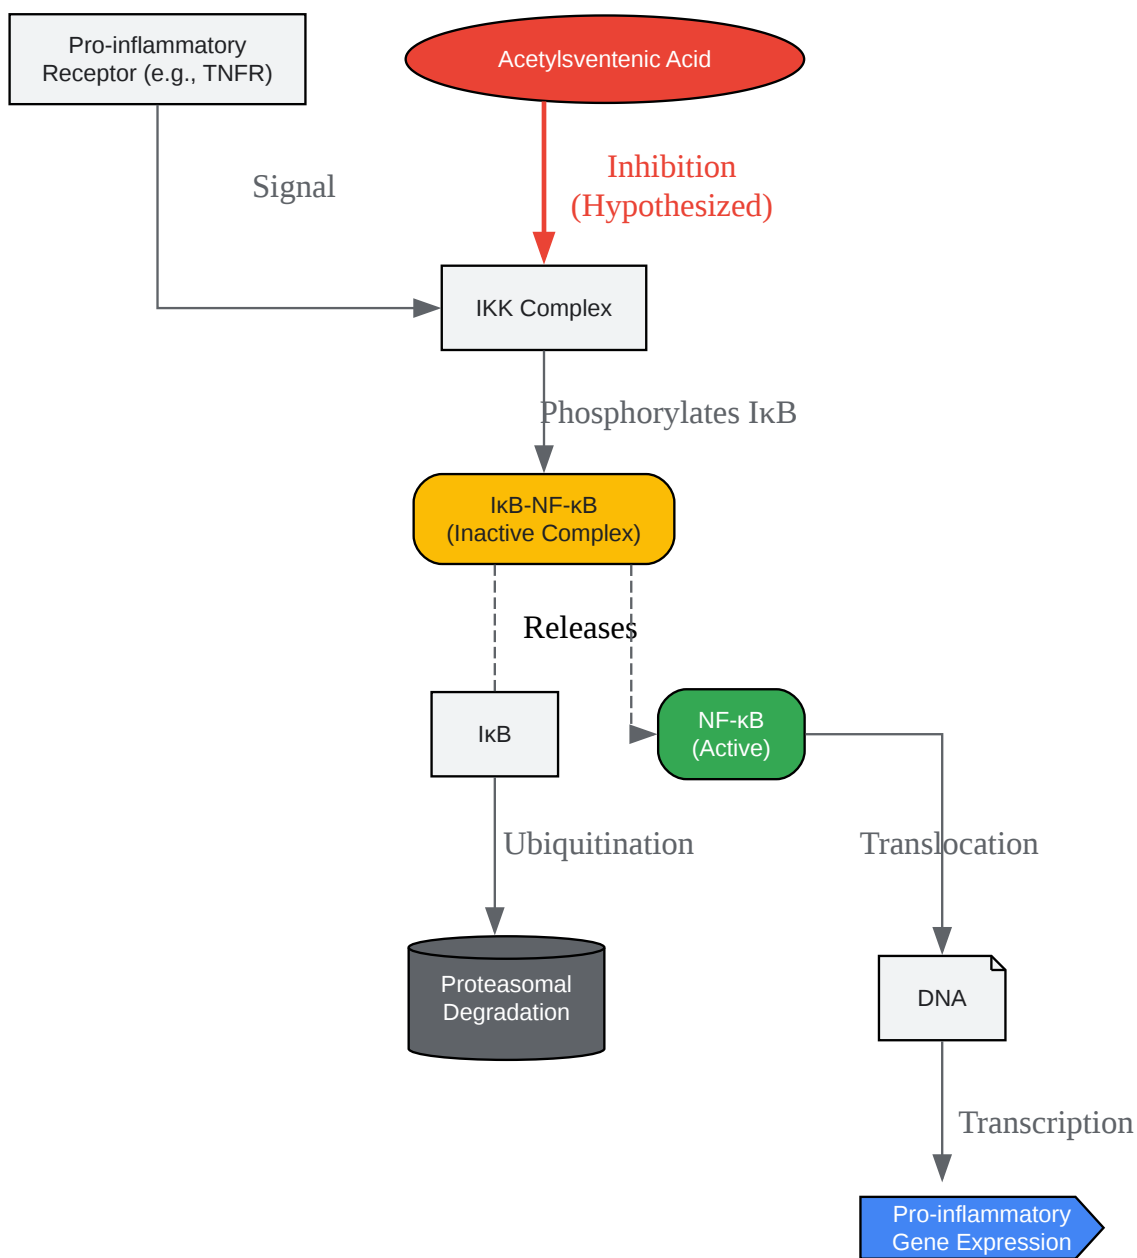 Pro-inflammatory
Receptor (e.g., TNFR)
Acetylsventenic Acid
Signal
Inhibition
(Hypothesized)
IKK Complex
Phosphorylates IκB
IκB-NF-κB
(Inactive Complex)
Releases
IκB
NF-κB
(Active)
Ubiquitination
Translocation
Proteasomal
Degradation
DNA
Transcription
Pro-inflammatory
Gene Expression